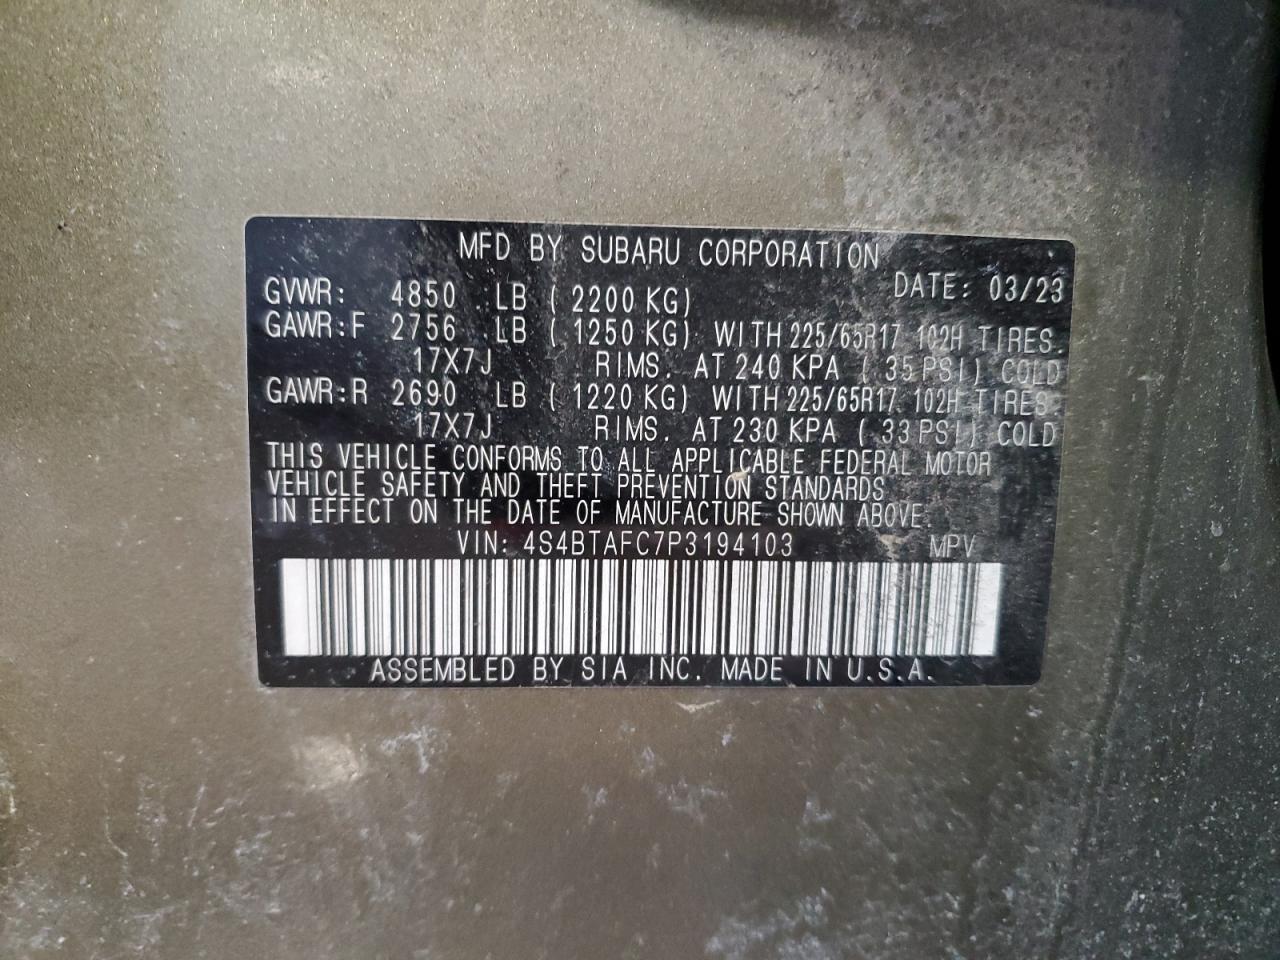 MFD BY SUBARU CORPORATION
DATE: 03/23
GVWR: 4850 LB ( 2200 KG)
GAWR:F 2756 LB ( 1250 KG) WITH 225/65R17 102H TIRES.
17X7J RIMS. AT 240 KPA ( 35 PSI) COLD
GAWR:R 2690 LB ( 1220 KG) WITH 225/65R17 102H TIRES.
17X7J RIMS. AT 230 KPA ( 33 PSI) COLD
THIS VEHICLE CONFORMS TO ALL APPLICABLE FEDERAL MOTOR
VEHICLE SAFETY AND THEFT PREVENTION STANDARDS
IN EFFECT ON THE DATE OF MANUFACTURE SHOWN ABOVE.
VIN: 4S4BTAFC7P3194103 MPV
ASSEMBLED BY SIA INC. MADE IN U.S.A.